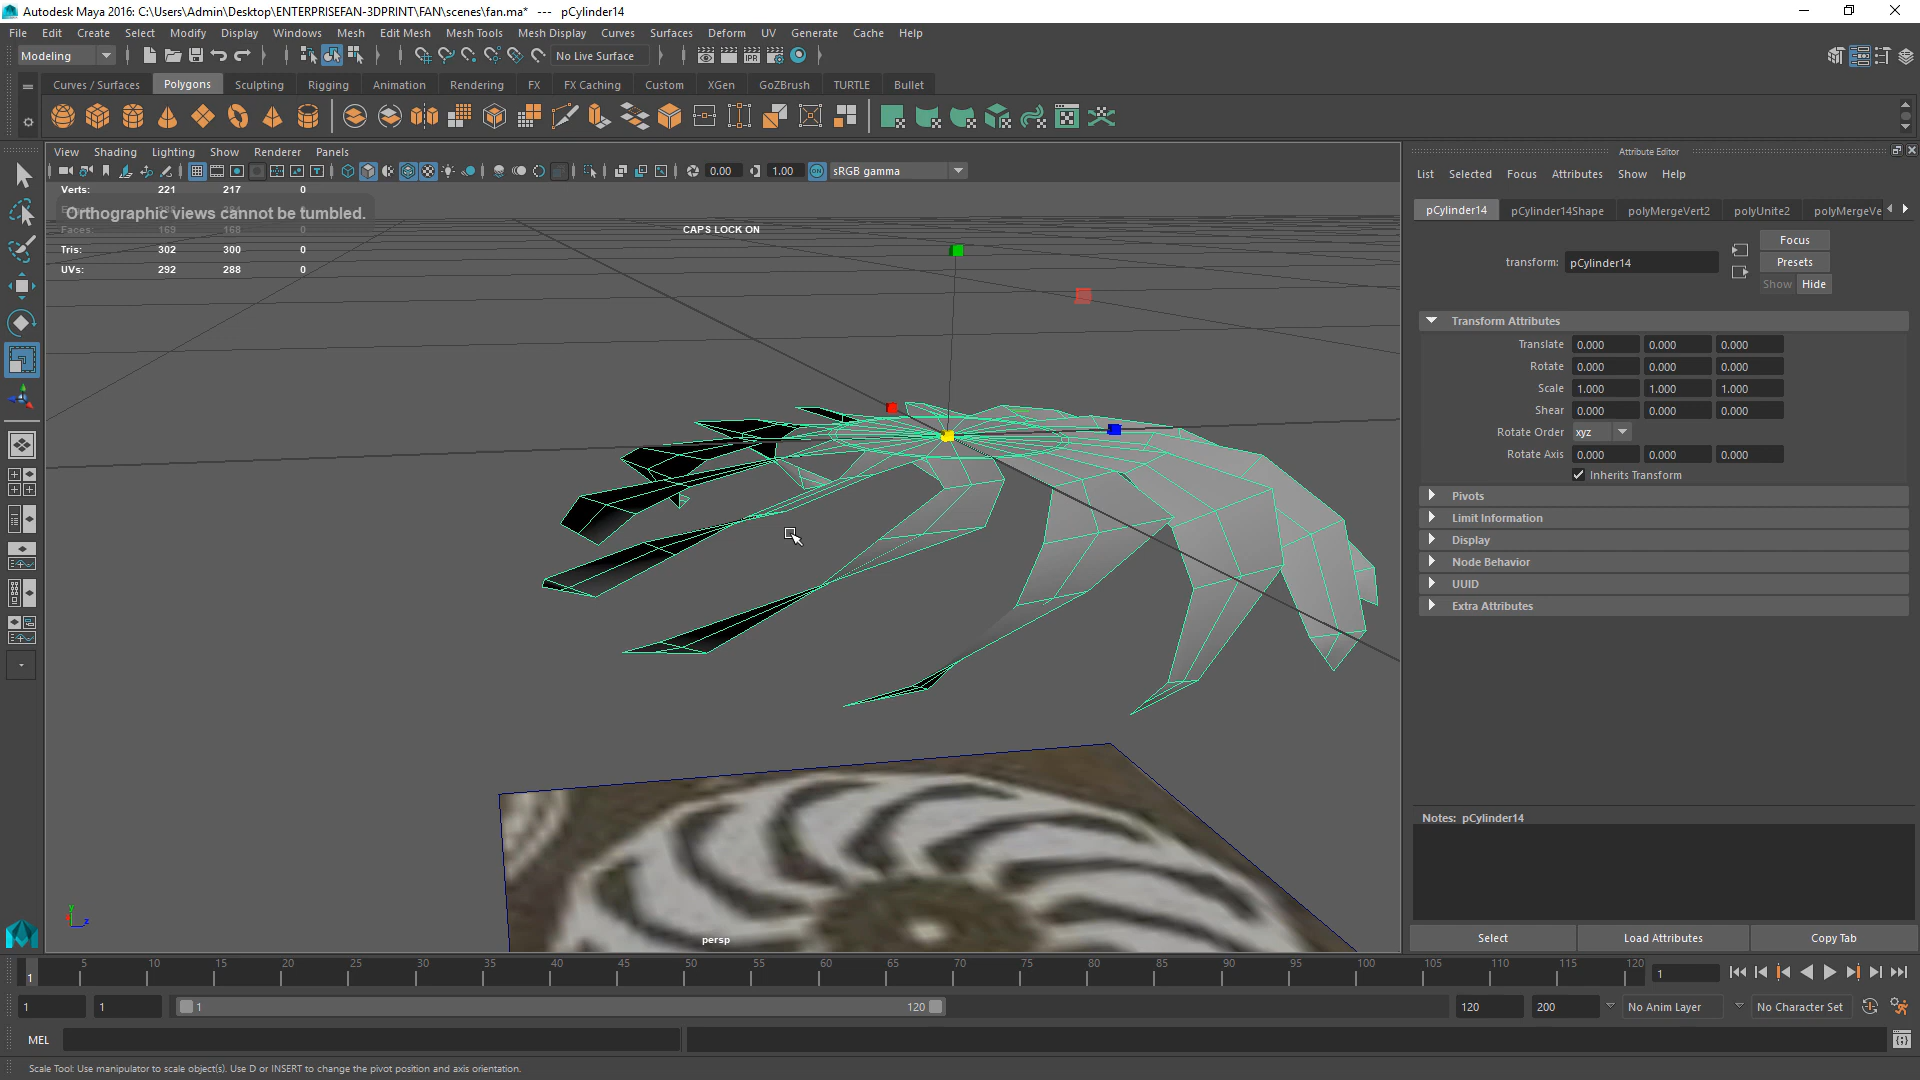 Autodesk Maya 2016: C:\Users\Admin\Desktop\ENTERPRISEFAN-3DPRINT\FAN\scenes\fan.ma* --- pCylinder14
File Edit Create Select Modify Display Windows Mesh Edit Mesh Mesh Tools Mesh Display Curves Surfaces Deform UV Generate Cache Help
Modeling No Live Surface
Curves / Surfaces Polygons Sculpting Rigging Animation Rendering FX FX Caching Custom XGen GoZBrush TURTLE Bullet
View Shading Lighting Show Renderer Panels
0.00 1.00 sRGB gamma
Verts: 221 217 0
Orthographic views cannot be tumbled.
Faces: 169 168 0
Tris: 302 300 0
UVs: 292 288 0
CAPS LOCK ON
persp
Attribute Editor
List Selected Focus Attributes Show Help
pCylinder14 pCylinder14Shape polyMergeVert2 polyUnite2 polyMergeVe
Focus
transform: pCylinder14 Presets
Show Hide
Transform Attributes
Translate 0.000 0.000 0.000
Rotate 0.000 0.000 0.000
Scale 1.000 1.000 1.000
Shear 0.000 0.000 0.000
Rotate Order xyz
Rotate Axis 0.000 0.000 0.000
Inherits Transform
Pivots
Limit Information
Display
Node Behavior
UUID
Extra Attributes
Notes: pCylinder14
Select Load Attributes Copy Tab
1 5 10 15 20 25 30 35 40 45 50 55 60 65 70 75 80 85 90 95 100 105 110 115 120 1
1 1 1 120 120 200 No Anim Layer No Character Set
MEL
Scale Tool: Use manipulator to scale object(s). Use D or INSERT to change the pivot position and axis orientation.